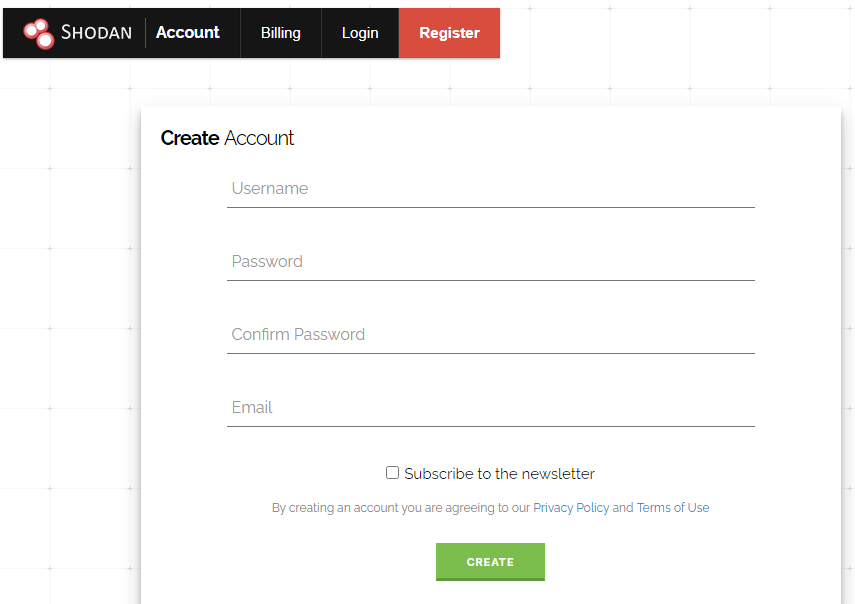 SHODAN Account Billing Login Register
Create Account
Username
Password
Confirm Password
Email
Subscribe to the newsletter
By creating an account you are agreeing to our Privacy Policy and Terms of Use
CREATE